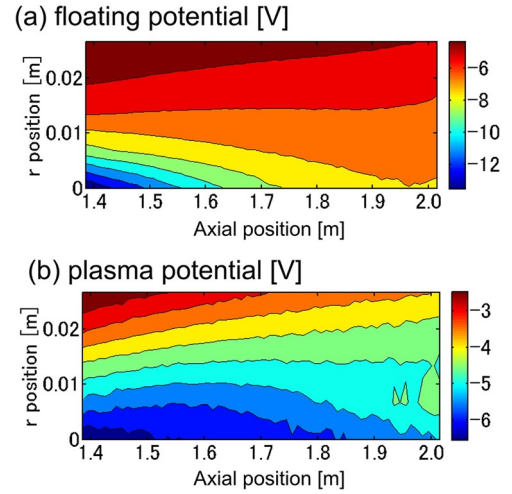 (a) floating potential [V]
r position [m]
0.02
0.01
0
1.4 1.5 1.6 1.7 1.8 1.9 2.0
Axial position [m]
−6
−8
−10
−12
(b) plasma potential [V]
r position [m]
0.02
0.01
0
1.4 1.5 1.6 1.7 1.8 1.9 2.0
Axial position [m]
−3
−4
−5
−6